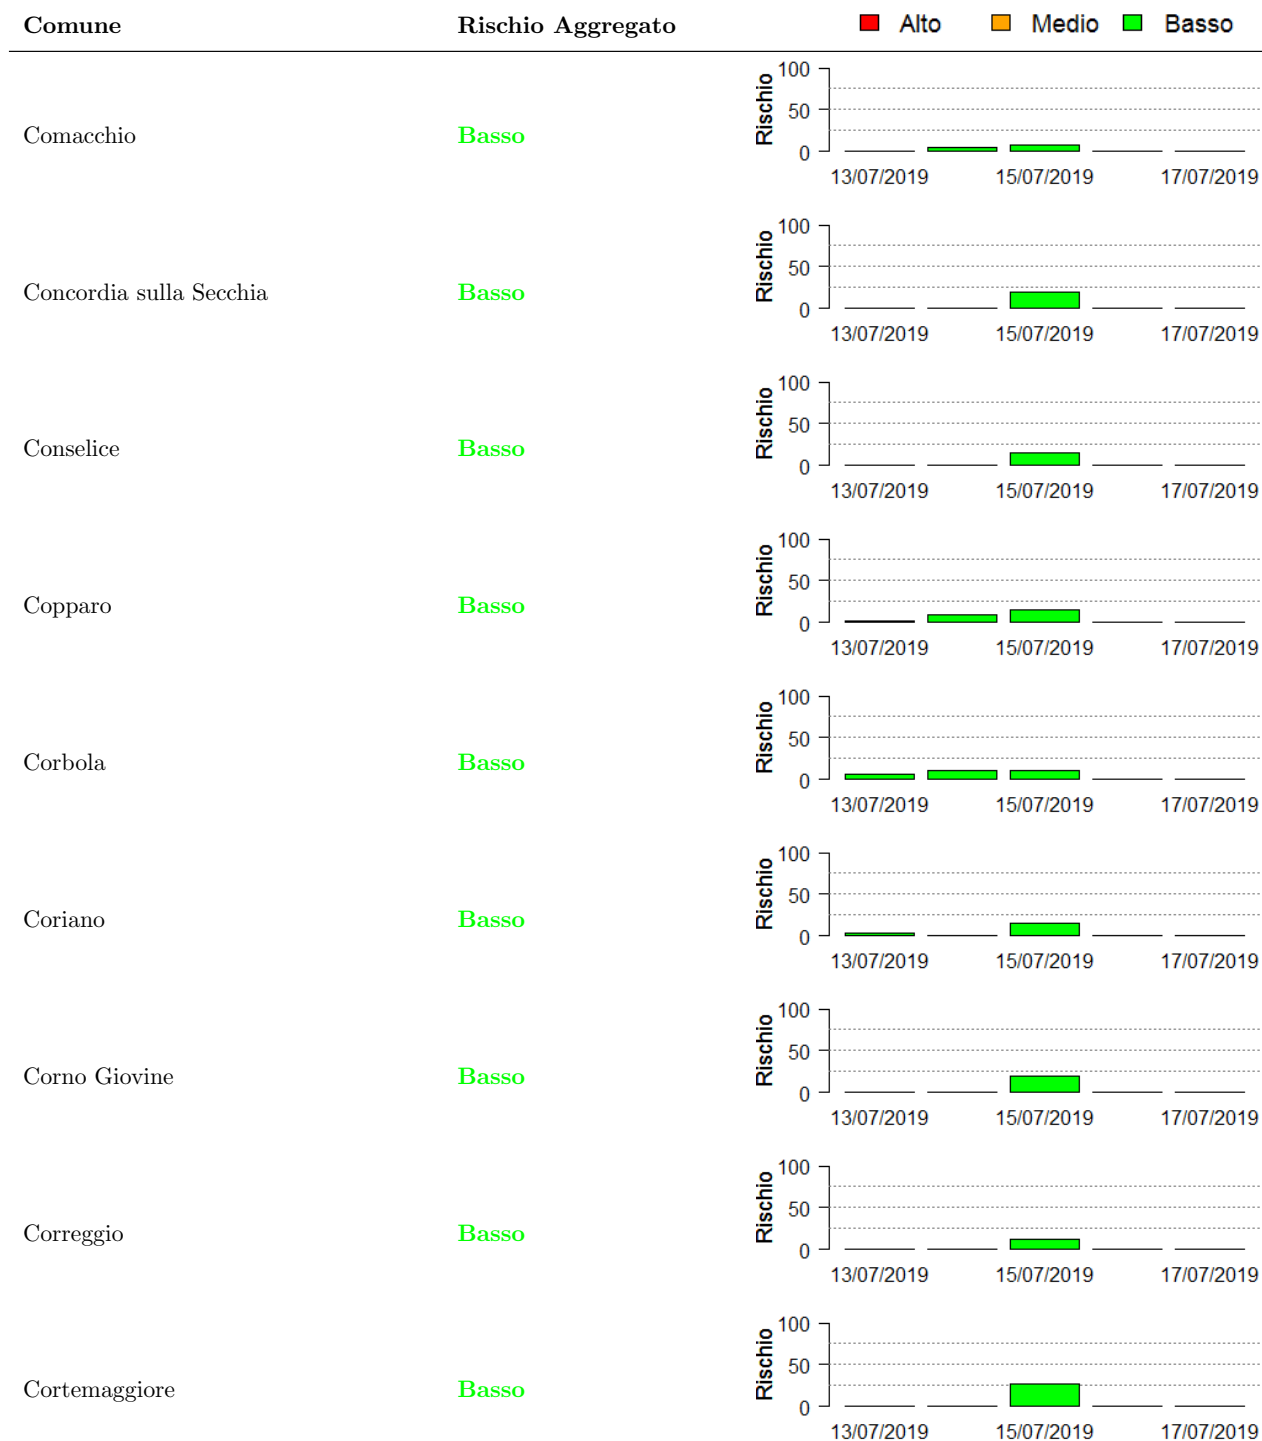 Comune Rischio Aggregato Alto Medio Basso
100
50
0
Rischio
Comacchio Basso
13/07/2019 15/07/2019 17/07/2019
100
50
0
Rischio
Concordia sulla Secchia Basso
13/07/2019 15/07/2019 17/07/2019
100
50
0
Rischio
Conselice Basso
13/07/2019 15/07/2019 17/07/2019
100
50
0
Rischio
Copparo Basso
13/07/2019 15/07/2019 17/07/2019
100
50
0
Rischio
Corbola Basso
13/07/2019 15/07/2019 17/07/2019
100
50
0
Rischio
Coriano Basso
13/07/2019 15/07/2019 17/07/2019
100
50
0
Rischio
Corno Giovine Basso
13/07/2019 15/07/2019 17/07/2019
100
50
0
Rischio
Correggio Basso
13/07/2019 15/07/2019 17/07/2019
100
50
0
Rischio
Cortemaggiore Basso
13/07/2019 15/07/2019 17/07/2019